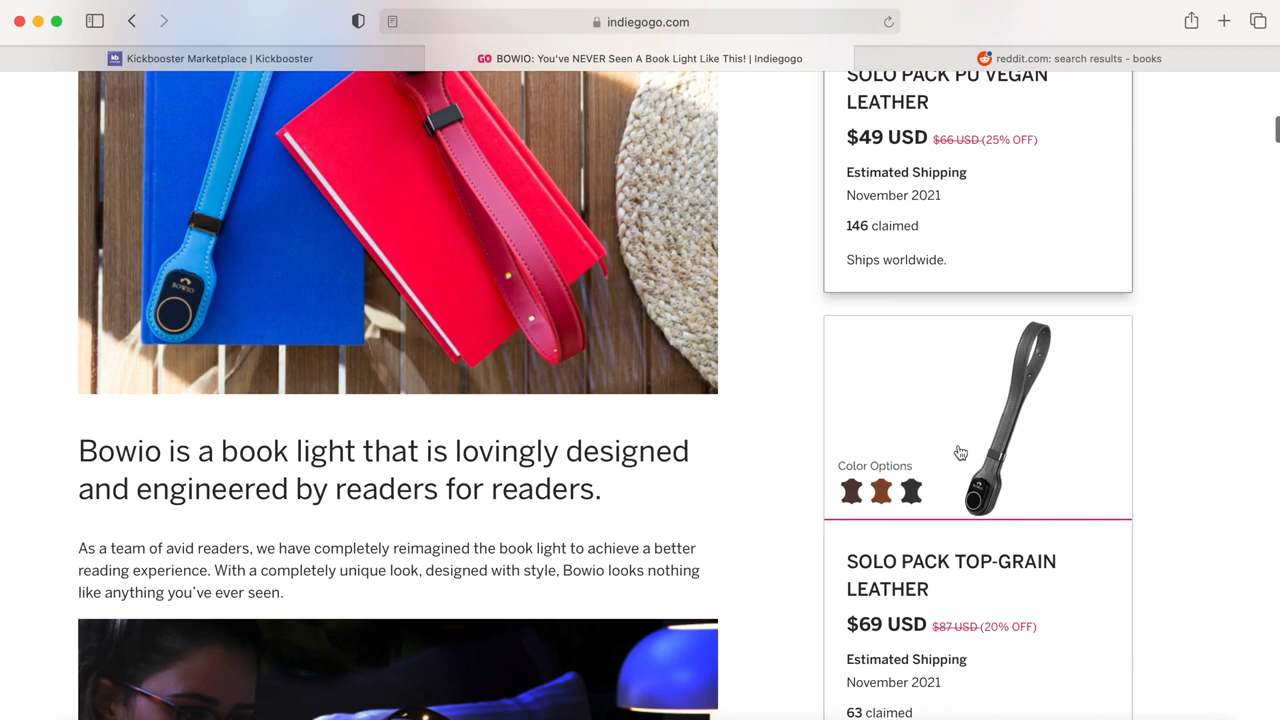 indiegogo.com
kb
Kickbooster Marketplace | Kickbooster
GO BOWIO: You've NEVER Seen A Book Light Like This! | Indiegogo
reddit.com: search results - books
BOWIO
Bowio is a book light that is lovingly designed
and engineered by readers for readers.
As a team of avid readers, we have completely reimagined the book light to achieve a better
reading experience. With a completely unique look, designed with style, Bowio looks nothing
like anything you've ever seen.
SOLO PACK PU VEGAN
LEATHER
$49 USD $66 USD (25% OFF)
Estimated Shipping
November 2021
146 claimed
Ships worldwide.
Color Options
BOWIO
SOLO PACK TOP-GRAIN
LEATHER
$69 USD $87 USD (20% OFF)
Estimated Shipping
November 2021
63 claimed